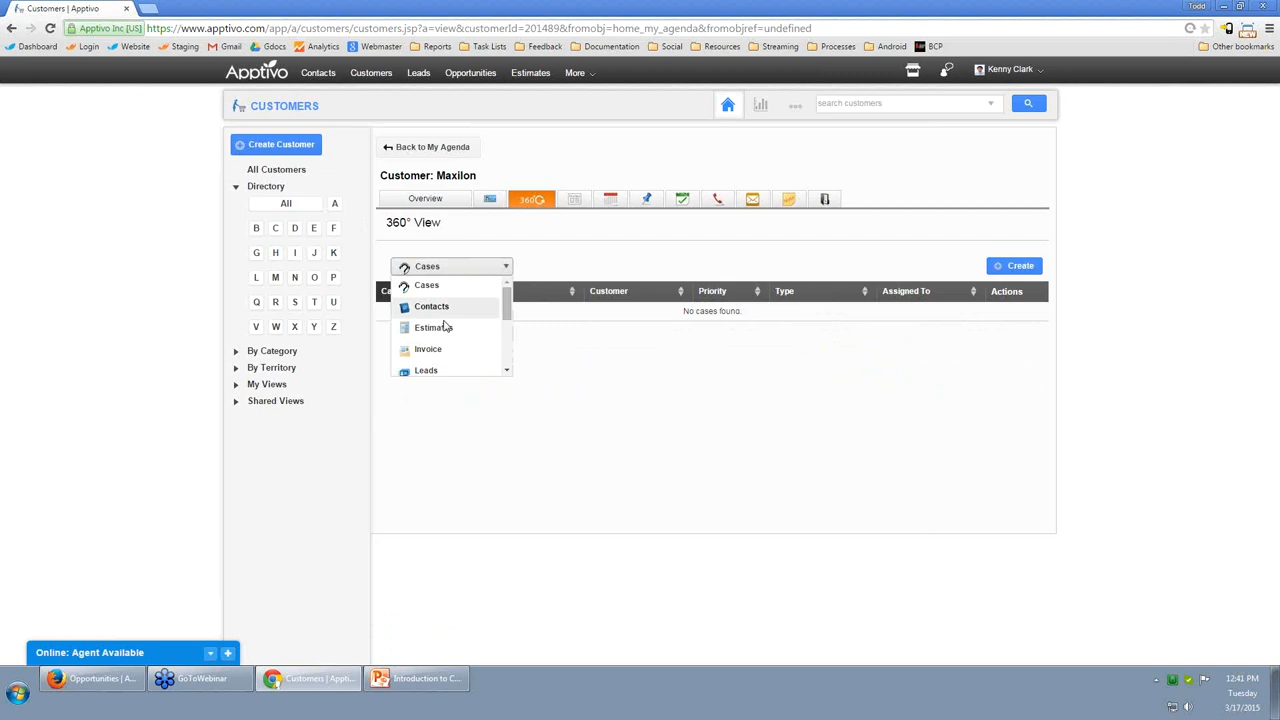 Customers | Apptivo
Todd
Apptivo Inc [US]
https://www.apptivo.com/app/a/customers/customers.jsp?a=view&customerId=201489&fromobj=home_my_agenda&fromobjref=undefined
Dashboard Login Website Staging Gmail Gdocs Analytics Webmaster Reports Task Lists Feedback Documentation Social Resources Streaming Processes Android BCP Other bookmarks
Apptivo Contacts Customers Leads Opportunities Estimates More Kenny Clark
CUSTOMERS
search customers
Create Customer
Back to My Agenda
All Customers
Directory
All A
B C D E F
G H I J K
L M N O P
Q R S T U
V W X Y Z
By Category
By Territory
My Views
Shared Views
Customer: Maxilon
Overview 360°
360° View
Cases
Create
Ca Customer Priority Type Assigned To Actions
No cases found.
Cases
Contacts
Estimates
Invoice
Leads
Online: Agent Available
Opportunities | A...
GoToWebinar
Customers | Appti...
Introduction to C...
12:41 PM
Tuesday
3/17/2015